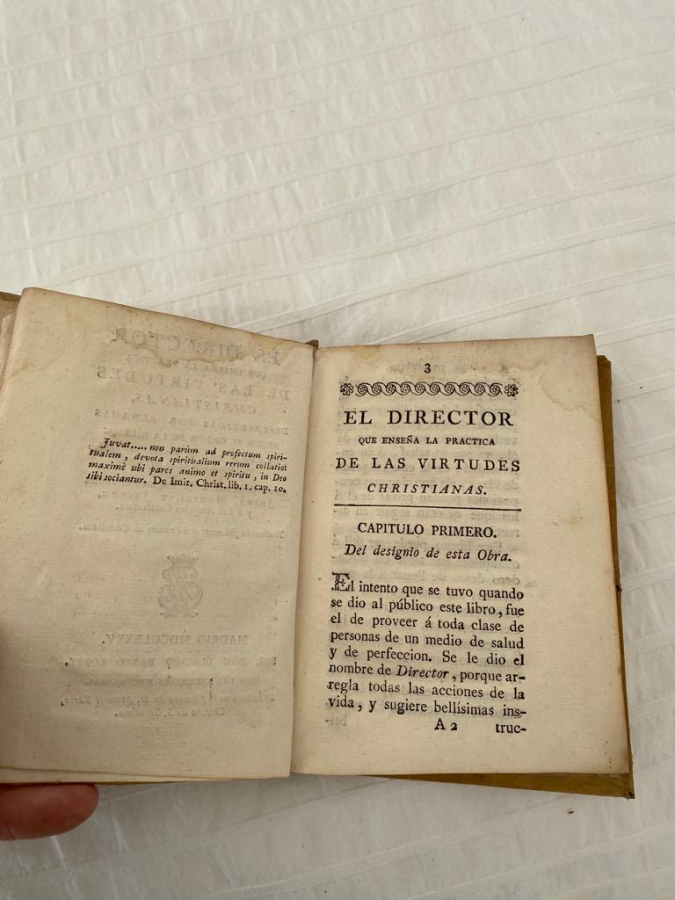 Juvat..... non parùm ad profectum spiri-
tualem, devota spiritualium rerum collatio:
maximè ubi pares animo et spiritu, in Deo
sibi sociantur. De Imit. Christ. lib. 1. cap. 10.
3
EL DIRECTOR
QUE ENSEÑA LA PRACTICA
DE LAS VIRTUDES
CHRISTIANAS.
CAPITULO PRIMERO.
Del designio de esta Obra.
El intento que se tuvo quando
se dio al público este libro, fue
el de proveer á toda clase de
personas de un medio de salud
y de perfeccion. Se le dio el
nombre de Director, porque ar-
regla todas las acciones de la
vida, y sugiere bellísimas ins-
A 2 truc-